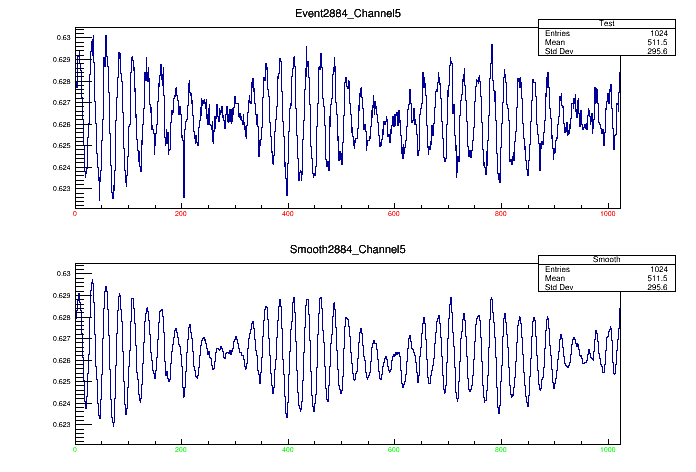 Event2884_Channel5
Test
Entries 1024
Mean 511.5
Std Dev 295.6
0.63
0.629
0.628
0.627
0.626
0.625
0.624
0.623
0 200 400 600 800 1000
Smooth2884_Channel5
Smooth
Entries 1024
Mean 511.5
Std Dev 295.6
0.63
0.629
0.628
0.627
0.626
0.625
0.624
0.623
0 200 400 600 800 1000